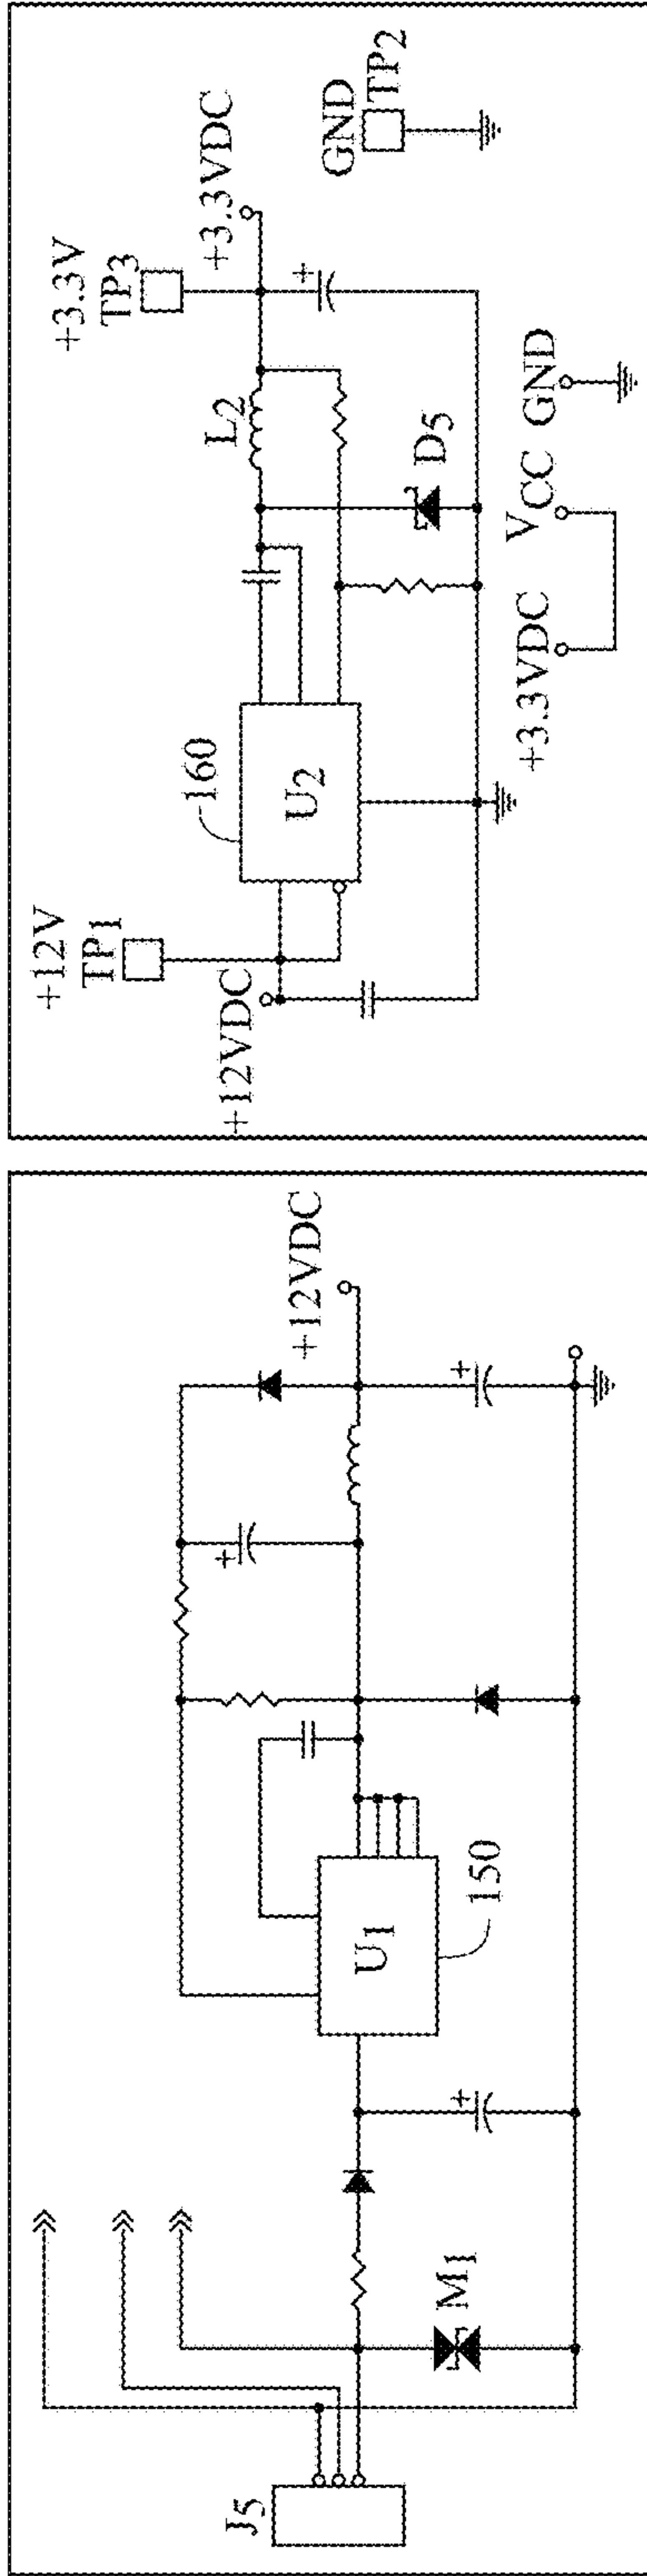 J5
M1
U1
150
+12VDC
+
+
+
+12V
TP1
+12VDC
160
U2
L2
D5
+3.3V
TP3
+3.3VDC
+
GND
TP2
+3.3VDC
VCC
GND